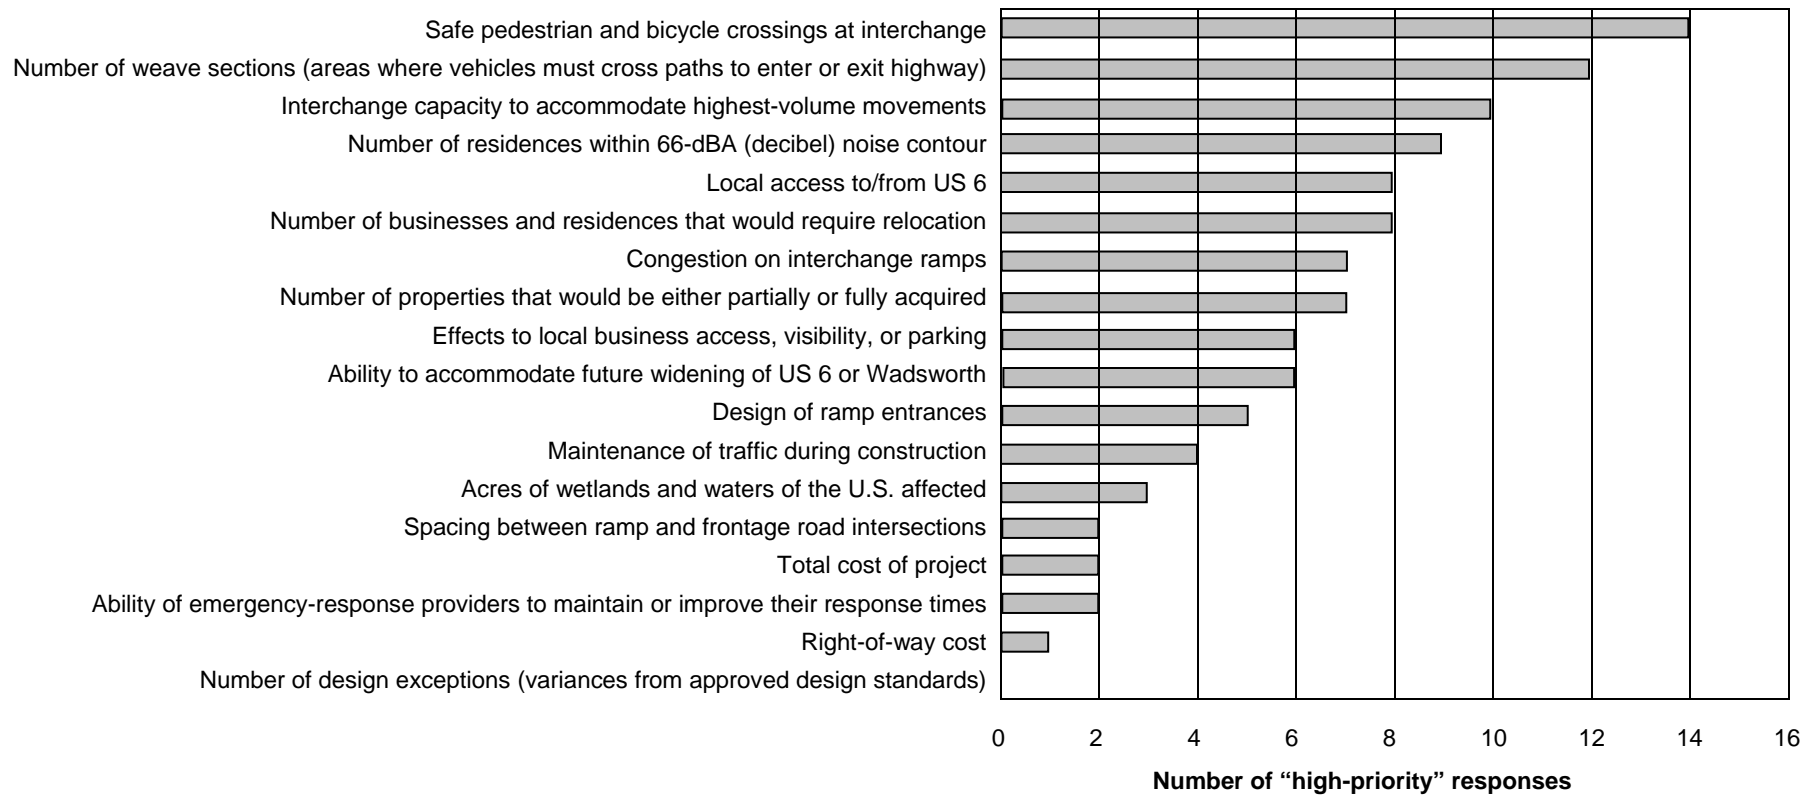 Safe pedestrian and bicycle crossings at interchange
Number of weave sections (areas where vehicles must cross paths to enter or exit highway)
Interchange capacity to accommodate highest-volume movements
Number of residences within 66-dBA (decibel) noise contour
Local access to/from US 6
Number of businesses and residences that would require relocation
Congestion on interchange ramps
Number of properties that would be either partially or fully acquired
Effects to local business access, visibility, or parking
Ability to accommodate future widening of US 6 or Wadsworth
Design of ramp entrances
Maintenance of traffic during construction
Acres of wetlands and waters of the U.S. affected
Spacing between ramp and frontage road intersections
Total cost of project
Ability of emergency-response providers to maintain or improve their response times
Right-of-way cost
Number of design exceptions (variances from approved design standards)
0 2 4 6 8 10 12 14 16
Number of “high-priority” responses